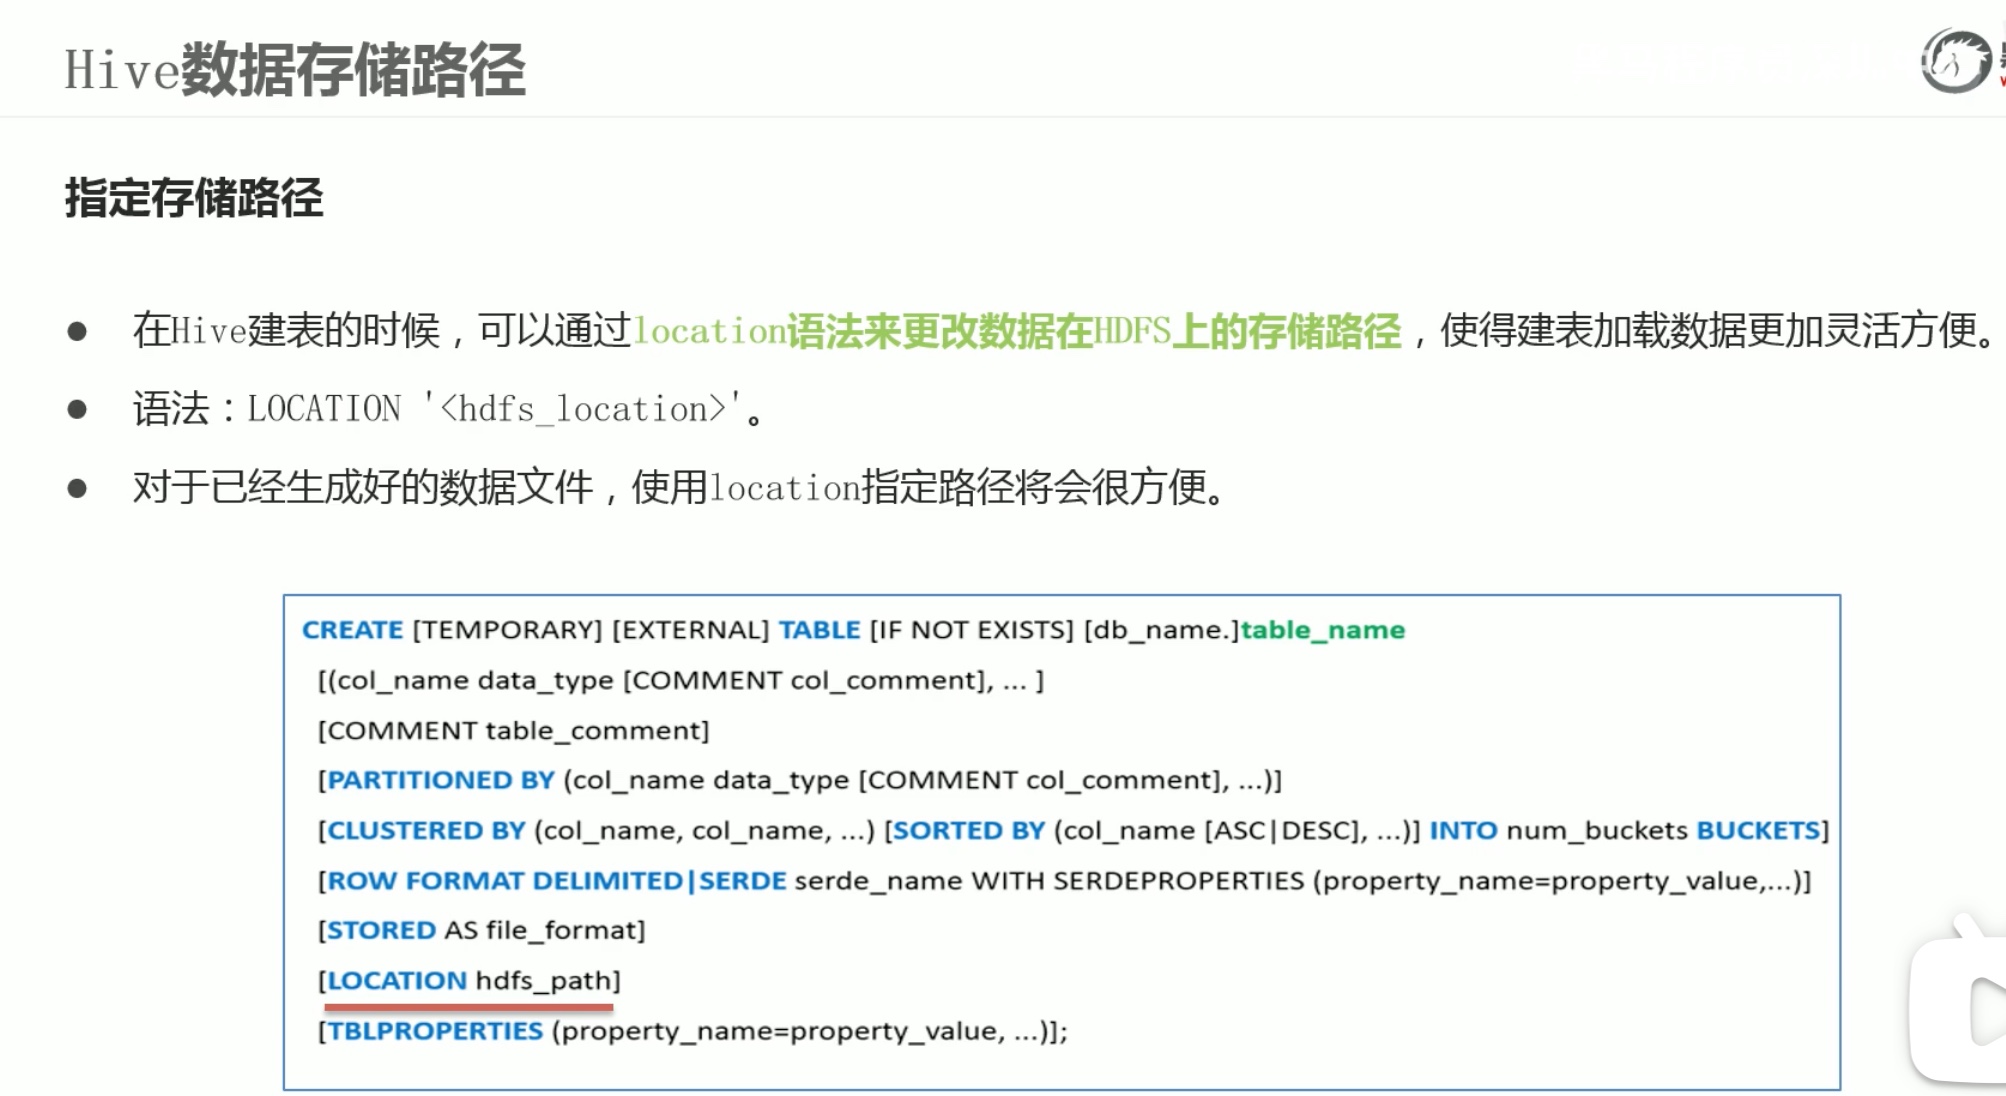 Hive数据存储路径
指定存储路径
● 在Hive建表的时候，可以通过location语法来更改数据在HDFS上的存储路径，使得建表加载数据更加灵活方便。
● 语法：LOCATION '<hdfs_location>'。
● 对于已经生成好的数据文件，使用location指定路径将会很方便。
CREATE [TEMPORARY] [EXTERNAL] TABLE [IF NOT EXISTS] [db_name.]table_name
[(col_name data_type [COMMENT col_comment], ... ]
[COMMENT table_comment]
[PARTITIONED BY (col_name data_type [COMMENT col_comment], ...)]
[CLUSTERED BY (col_name, col_name, ...) [SORTED BY (col_name [ASC|DESC], ...)] INTO num_buckets BUCKETS]
[ROW FORMAT DELIMITED|SERDE serde_name WITH SERDEPROPERTIES (property_name=property_value,...)]
[STORED AS file_format]
[LOCATION hdfs_path]
[TBLPROPERTIES (property_name=property_value, ...)];